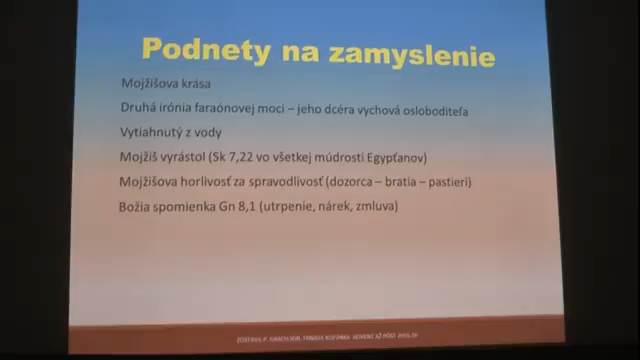 Podnety na zamyslenie
Mojžišova krása
Druhá irónia faraónovej moci – jeho dcéra vychová osloboditeľa
Vytiahnutý z vody
Mojžiš vyrástol (Sk 7,22 vo všetkej múdrosti Egypťanov)
Mojžišova horlivosť za spravodlivosť (dozorca – bratia – pastieri)
Božia spomienka Gn 8,1 (utrpenie, nárek, zmluva)